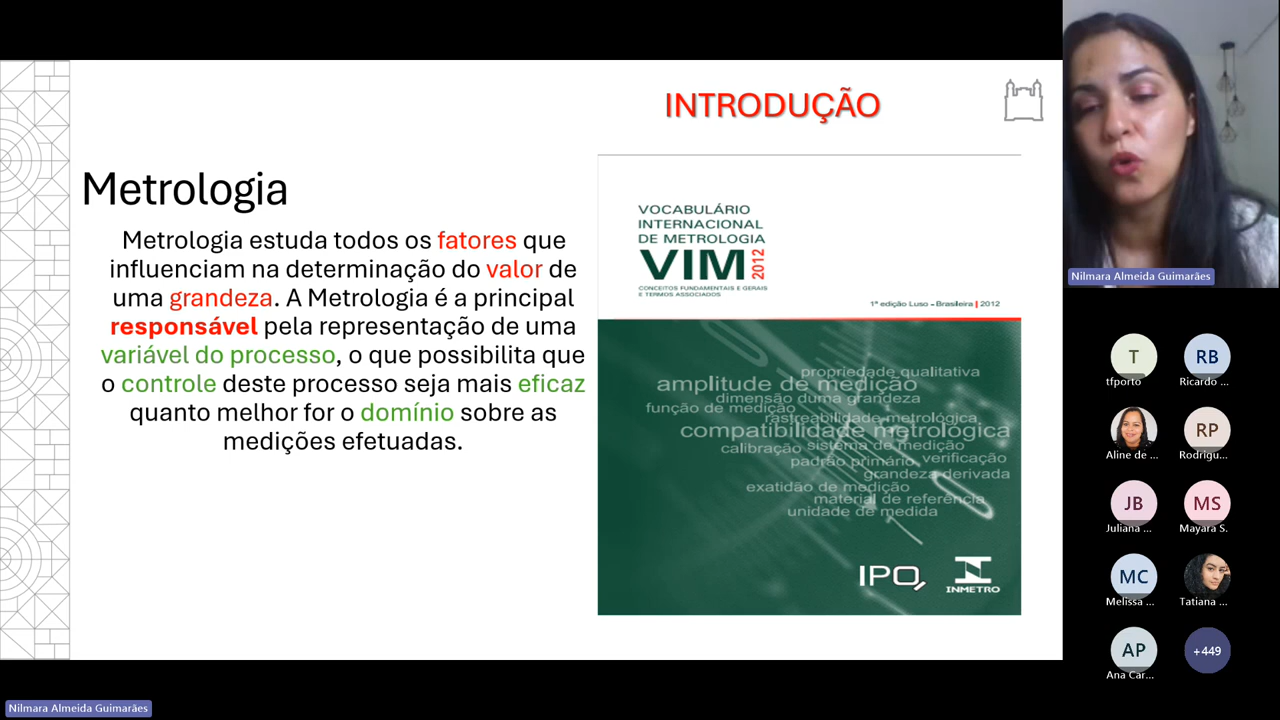 INTRODUÇÃO
Metrologia
Metrologia estuda todos os fatores que
influenciam na determinação do valor de
uma grandeza. A Metrologia é a principal
responsável pela representação de uma
variável do processo, o que possibilita que
o controle deste processo seja mais eficaz
quanto melhor for o domínio sobre as
medições efetuadas.
VOCABULÁRIO
INTERNACIONAL
DE METROLOGIA
VIM 2012
CONCEITOS FUNDAMENTAIS E GERAIS
E TERMOS ASSOCIADOS
1ª edição Luso - Brasileira | 2012
propriedade qualitativa
amplitude de medição
dimensão duma grandeza
função de medição
rastreabilidade metrológica
compatibilidade metrológica
sistema de medição
calibração
verificação
padrão primário
grandeza derivada
exatidão de medição
material de referência
unidade de medida
IPQ
INMETRO
Nilmara Almeida Guimarães
T
RB
tfporto
Ricardo ...
RP
Aline de ...
Rodrigu...
JB
MS
Juliana ...
Mayara S.
MC
Melissa ...
Tatiana ...
AP
+449
Ana Car...
Nilmara Almeida Guimarães